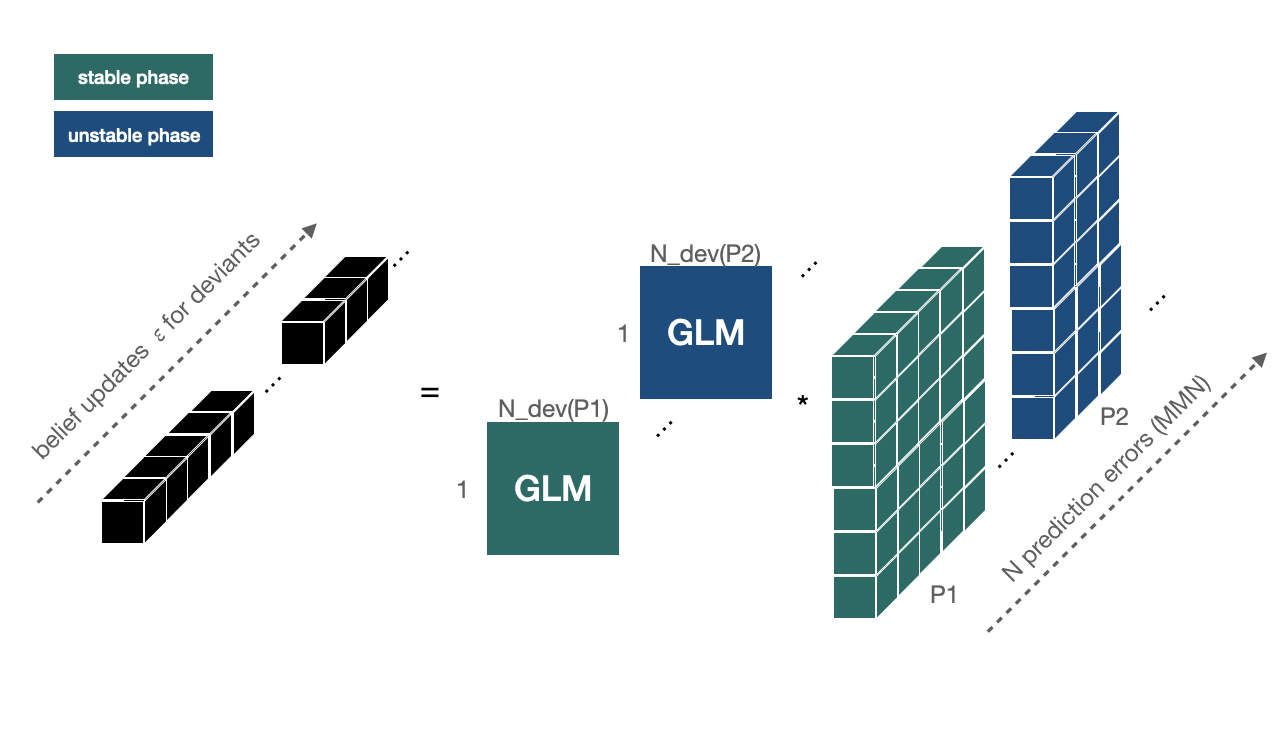 stable phase
unstable phase
belief updates ε for deviants
=
N_dev(P1)
1
GLM
N_dev(P2)
1
GLM
*
P1
P2
N prediction errors (MMN)